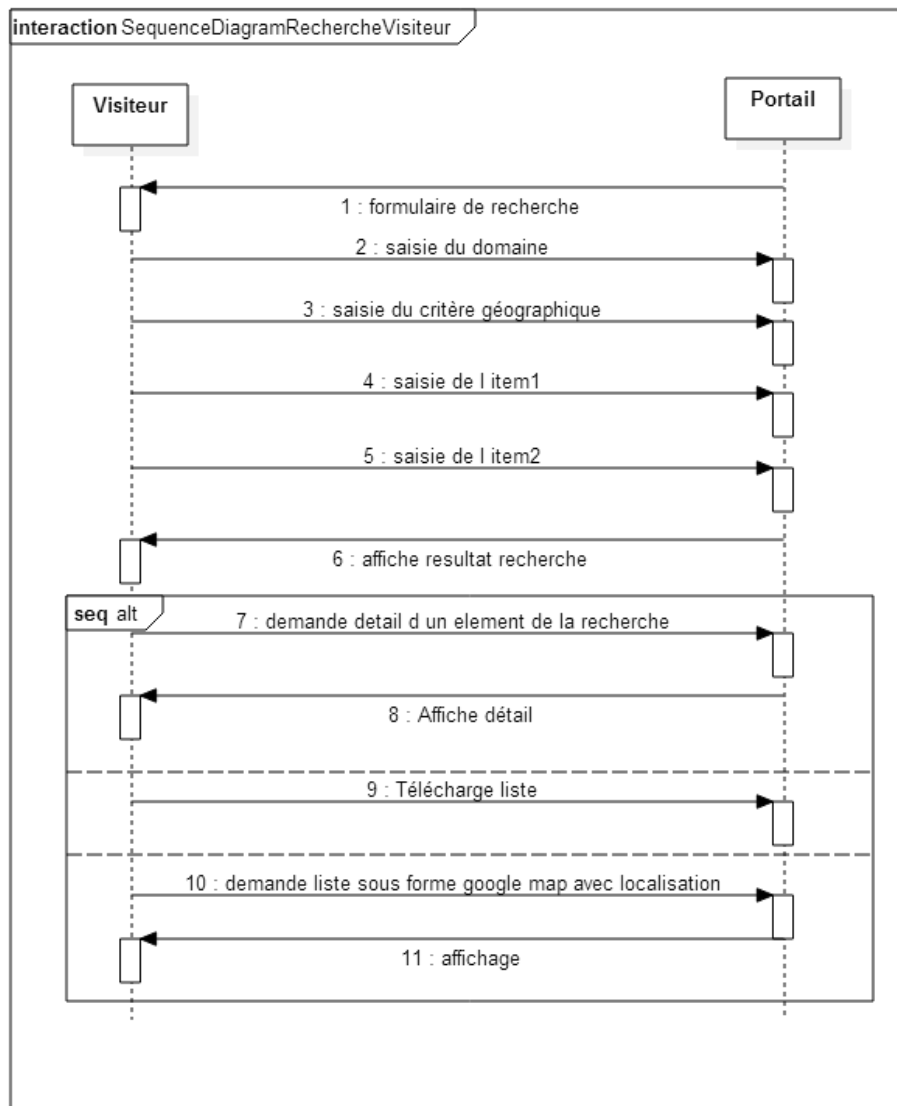 interaction SequenceDiagramRechercheVisiteur
Visiteur
Portail
1 : formulaire de recherche
2 : saisie du domaine
3 : saisie du critère géographique
4 : saisie de l item1
5 : saisie de l item2
6 : affiche resultat recherche
seq alt
7 : demande detail d un element de la recherche
8 : Affiche détail
9 : Télécharge liste
10 : demande liste sous forme google map avec localisation
11 : affichage